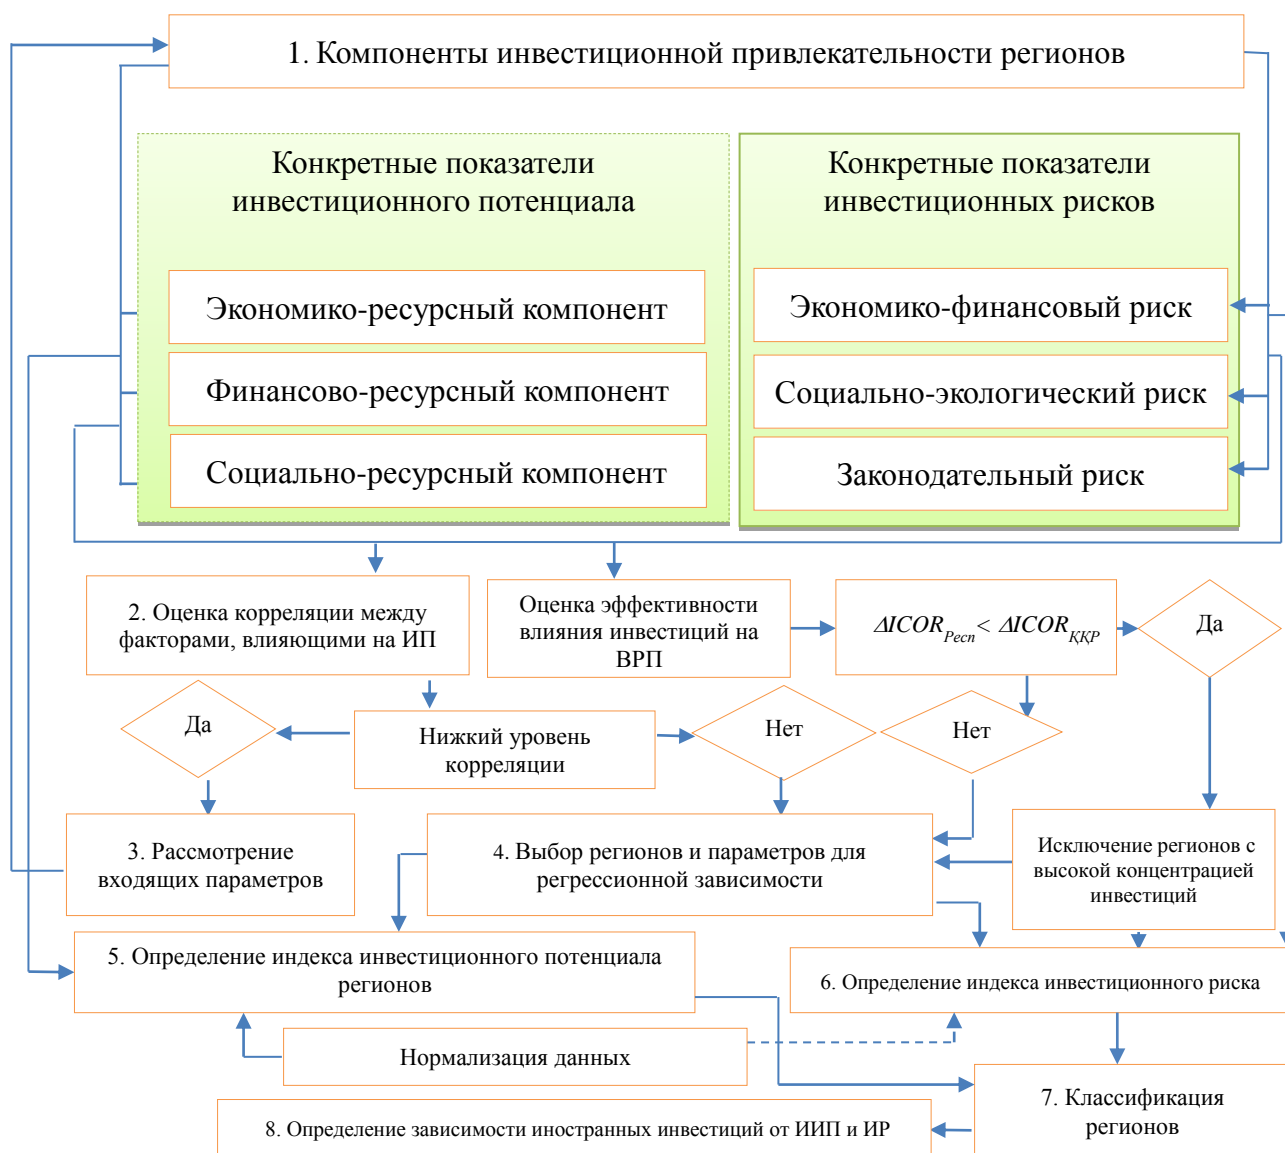 1. Компоненты инвестиционной привлекательности регионов
Конкретные показатели
инвестиционного потенциала
Экономико-ресурсный компонент
Финансово-ресурсный компонент
Социально-ресурсный компонент
Конкретные показатели
инвестиционных рисков
Экономико-финансовый риск
Социально-экологический риск
Законодательный риск
2. Оценка корреляции между
факторами, влияющими на ИП
Оценка эффективности
влияния инвестиций на
ВРП
ΔICOR_Респ < ΔICOR_ҚҚР
Да
Да
Нижкий уровень
корреляции
Нет
Нет
3. Рассмотрение
входящих параметров
4. Выбор регионов и параметров для
регрессионной зависимости
Исключение регионов с
высокой концентрацией
инвестиций
5. Определение индекса инвестиционного потенциала
регионов
6. Определение индекса инвестиционного риска
Нормализация данных
7. Классификация
регионов
8. Определение зависимости иностранных инвестиций от ИИП и ИР